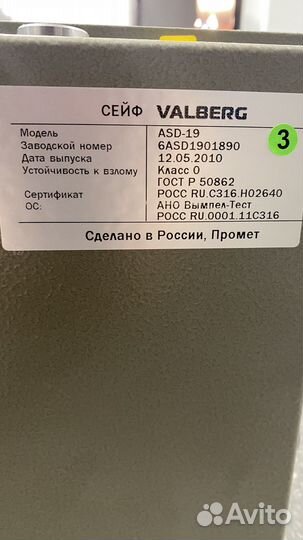 СЕЙФ VALBERG
Модель ASD-19
Заводской номер 6ASD1901890
Дата выпуска 12.05.2010
Устойчивость к взлому Класс 0
ГОСТ Р 50862
Сертификат РОСС RU.C316.H02640
ОС: АНО Вымпел-Тест
РОСС RU.0001.11С316
Сделано в России, Промет
3
Avito